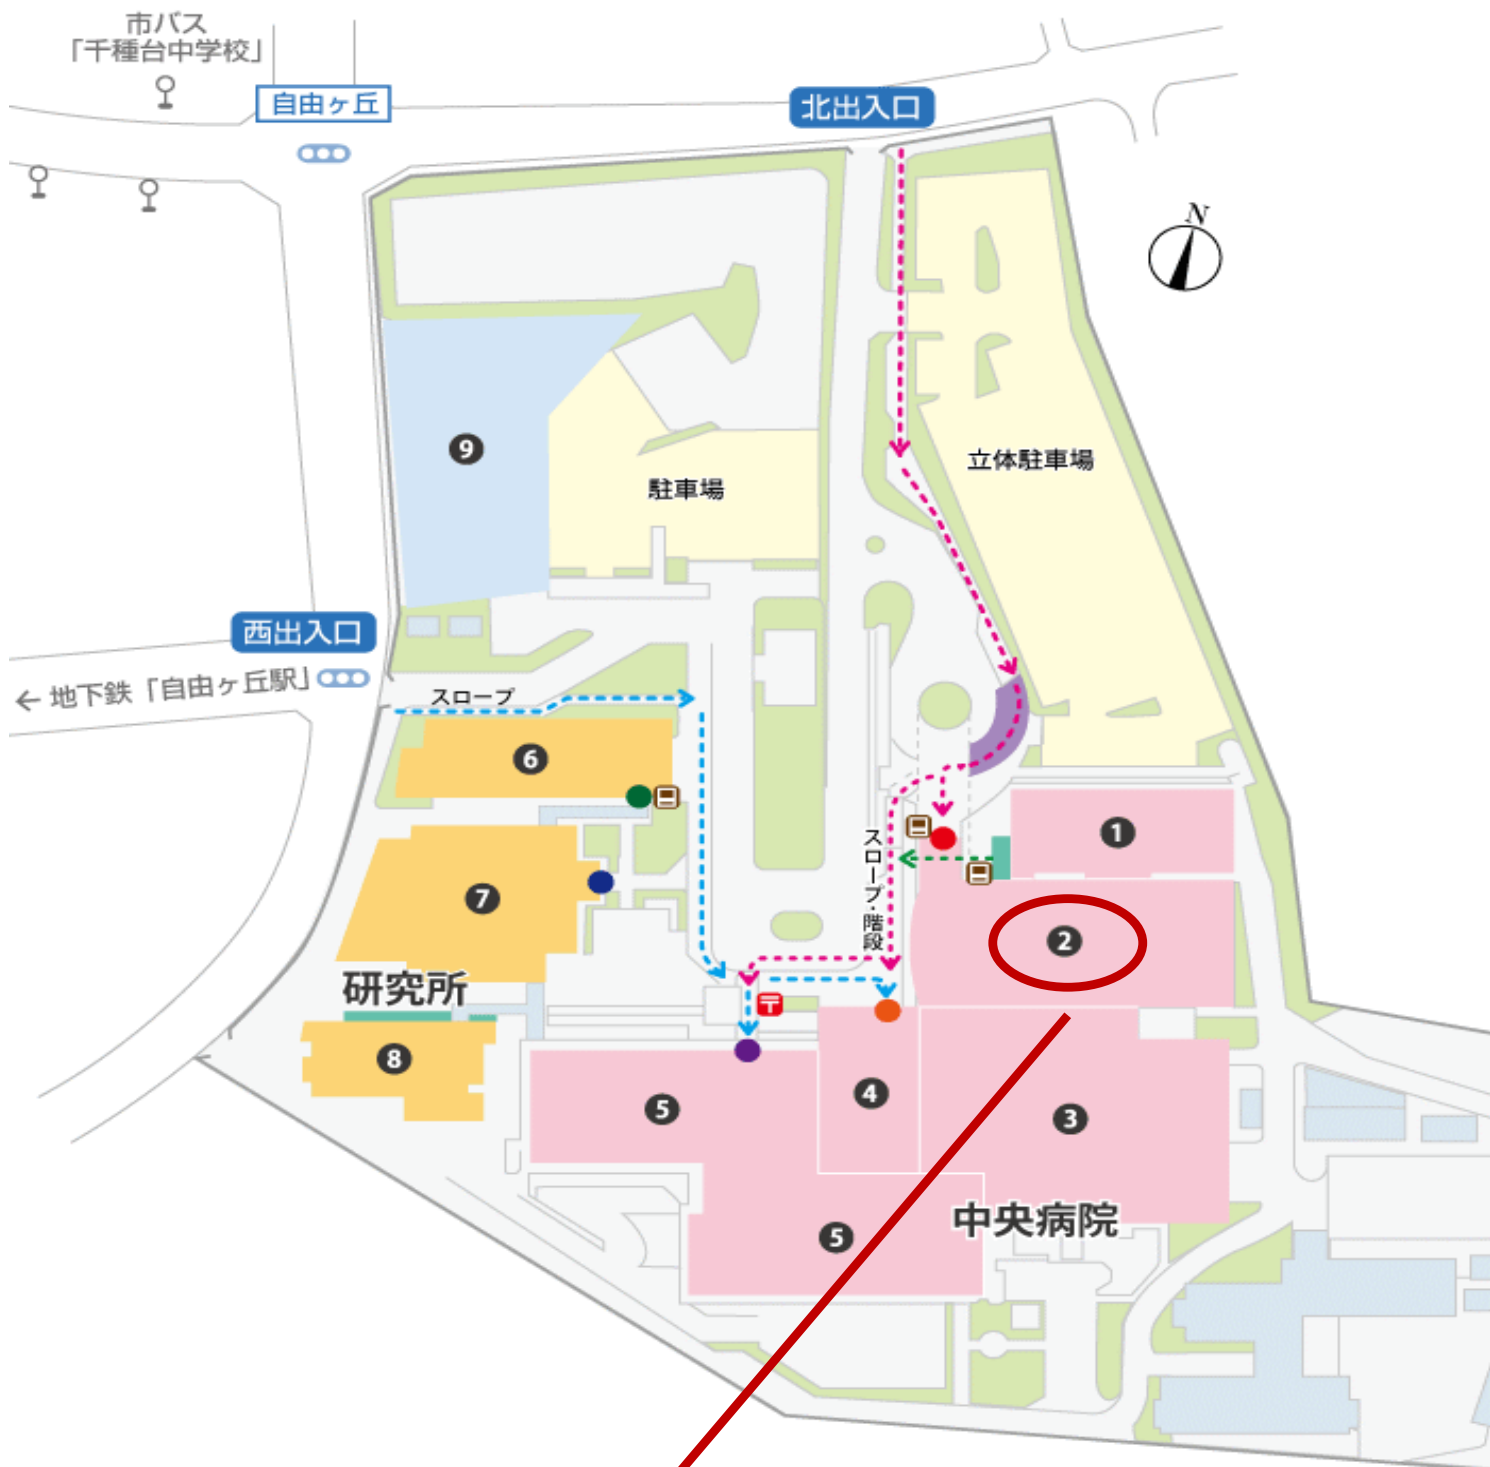 市バス
「千種台中学校」
自由ヶ丘
北出入口
N
9
駐車場
立体駐車場
西出入口
← 地下鉄「自由ヶ丘駅」
スロープ
6
1
スロープ・階段
7
2
研究所
〒
8
4
5
3
中央病院
5